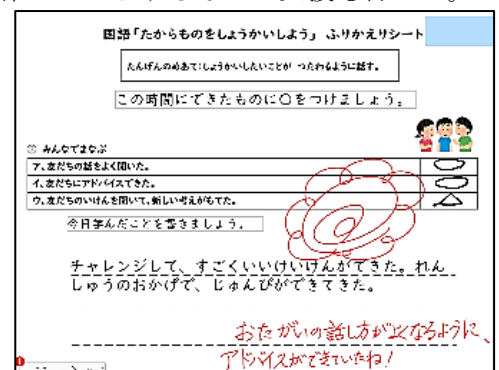 国語「たからものをしょうかいしよう」 ふりかえりシート
たんげんのめあて:しょうかいしたいことが つたわるように話す。
この時間にできたものに○をつけましょう。
② みんなでまなぶ
ア、友だちの話をよく聞いた。
イ、友だちにアドバイスできた。
ウ、友だちのいけんを聞いて、新しい考えがもてた。
今日学んだことを書きましょう。
チャレンジして、すごくいいけいけんができた。れん
しゅうのおかげで、じゅんびができてきた。
おたがいの話し方が よくなるように、
アドバイスができていたね!